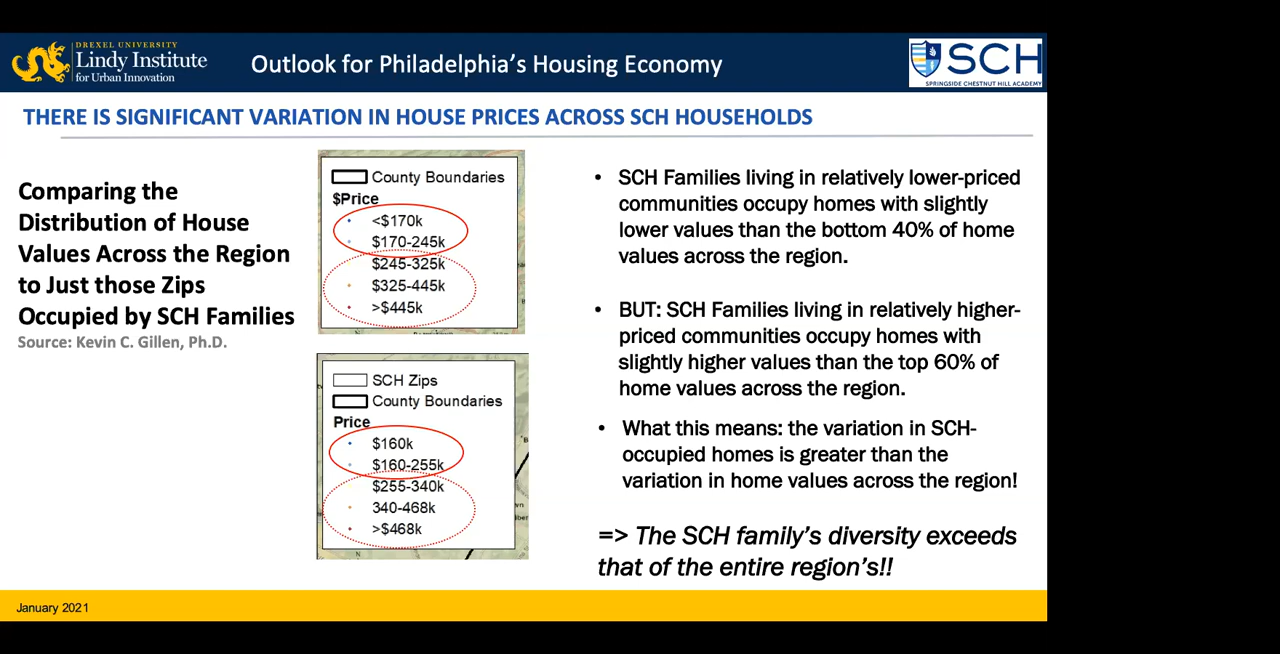 DREXEL UNIVERSITY
Lindy Institute
for Urban Innovation
Outlook for Philadelphia's Housing Economy
SCH
SPRINGSIDE CHESTNUT HILL ACADEMY
THERE IS SIGNIFICANT VARIATION IN HOUSE PRICES ACROSS SCH HOUSEHOLDS
Comparing the
Distribution of House
Values Across the Region
to Just those Zips
Occupied by SCH Families
Source: Kevin C. Gillen, Ph.D.
County Boundaries
$Price
<$170k
$170-245k
$245-325k
$325-445k
>$445k
SCH Zips
County Boundaries
Price
$160k
$160-255k
$255-340k
340-468k
>$468k
• SCH Families living in relatively lower-priced
communities occupy homes with slightly
lower values than the bottom 40% of home
values across the region.
• BUT: SCH Families living in relatively higher-
priced communities occupy homes with
slightly higher values than the top 60% of
home values across the region.
• What this means: the variation in SCH-
occupied homes is greater than the
variation in home values across the region!
=> The SCH family's diversity exceeds
that of the entire region's!!
January 2021